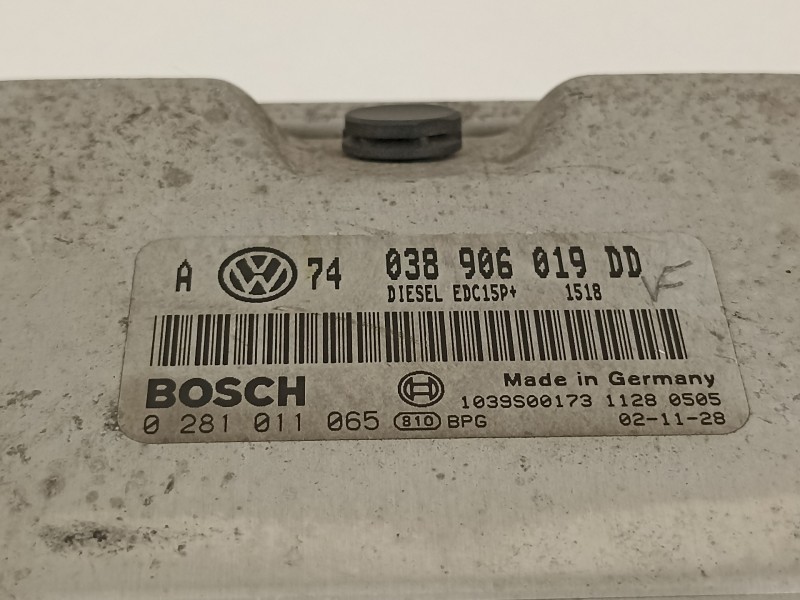 A VW 74 038 906 019 DD
DIESEL EDC15P+ 1518
BOSCH Made in Germany
1039S00173 1128 0505
0 281 011 065 810 BPG 02-11-28